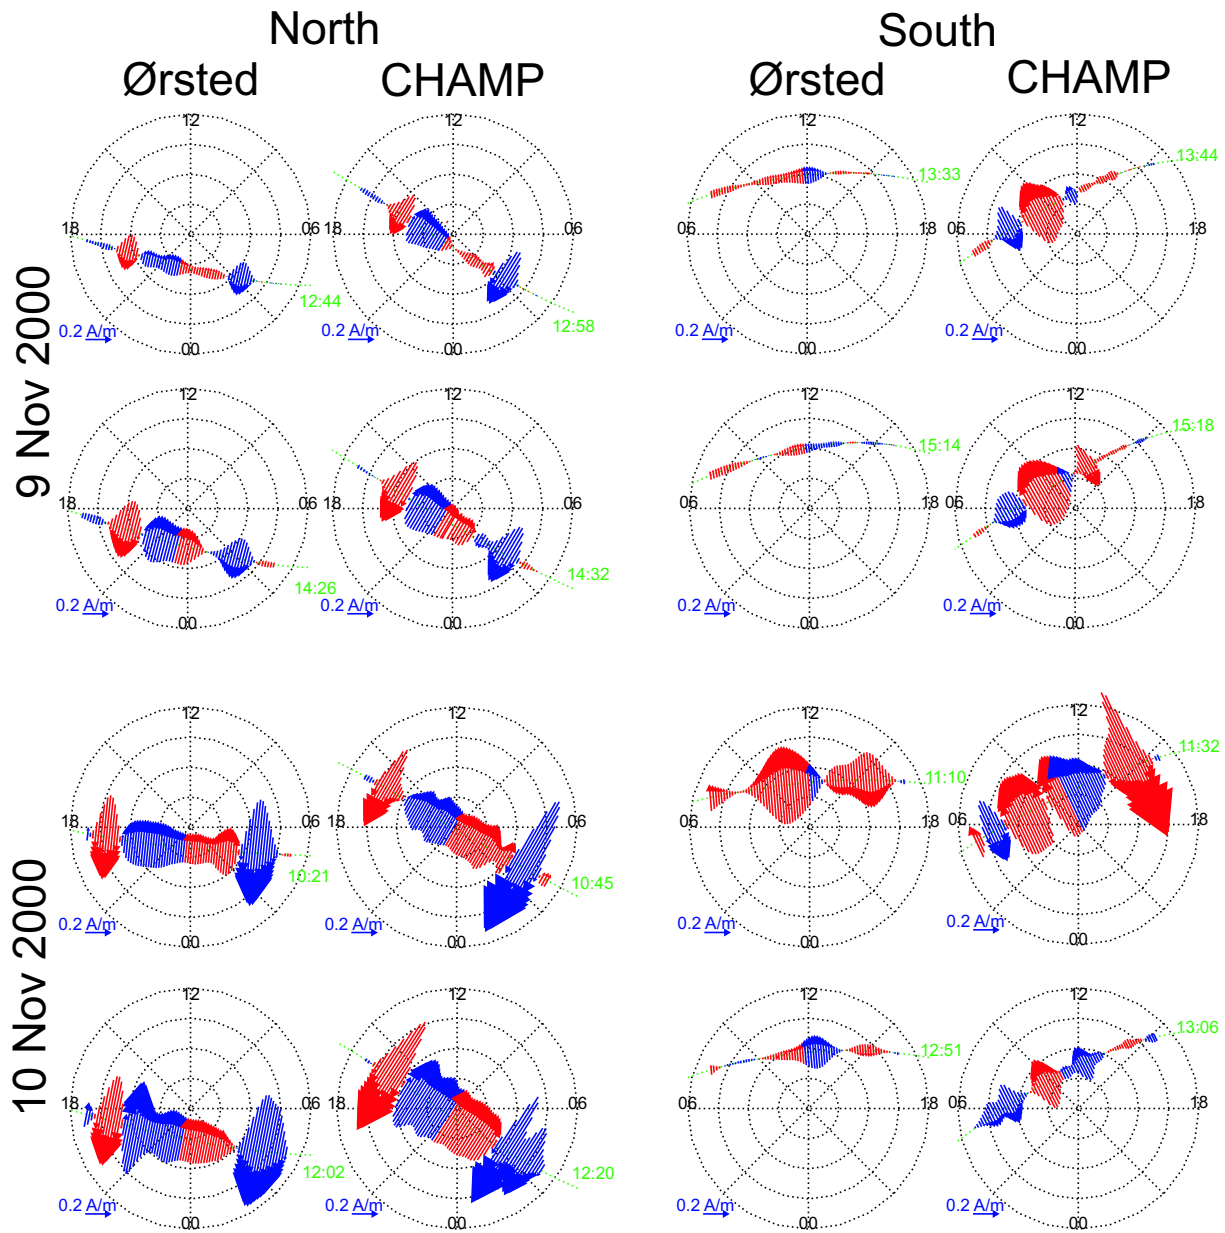 North South
Ørsted CHAMP Ørsted CHAMP
9 Nov 2000
12 12 12 12
13:33 13:44
18 06 18 06 06 18 06 18
12:44 12:58
0.2 A/m 0.2 A/m 0.2 A/m 0.2 A/m
00 00 00 00
12 12 12 12
15:14 15:18
18 06 18 06 06 18 06 18
14:26 14:32
0.2 A/m 0.2 A/m 0.2 A/m 0.2 A/m
00 00 00 00
10 Nov 2000
12 12 12 12
11:10 11:32
18 06 18 06 06 18 06 18
10:21 10:45
0.2 A/m 0.2 A/m 0.2 A/m 0.2 A/m
00 00 00 00
12 12 12 12
12:51 13:06
18 06 18 06 06 18 06 18
12:02 12:20
0.2 A/m 0.2 A/m 0.2 A/m 0.2 A/m
00 00 00 00